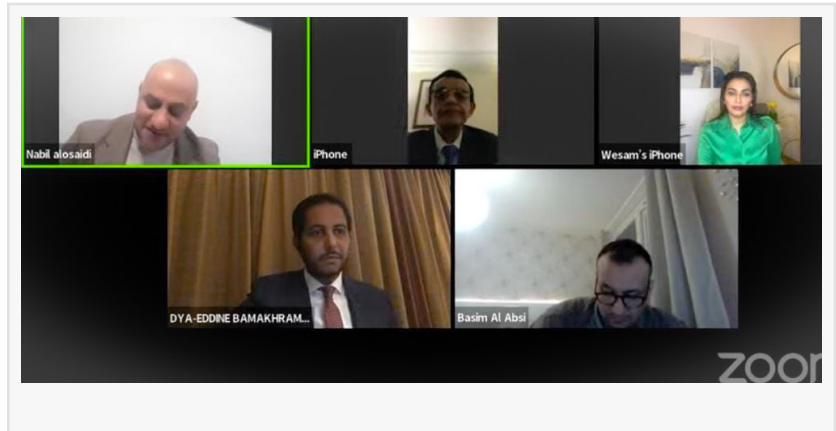 Nabil alosaidi
iPhone
Wesam's iPhone
DYA-EDDINE BAMAKHRAM...
Basim Al Absi
zoom